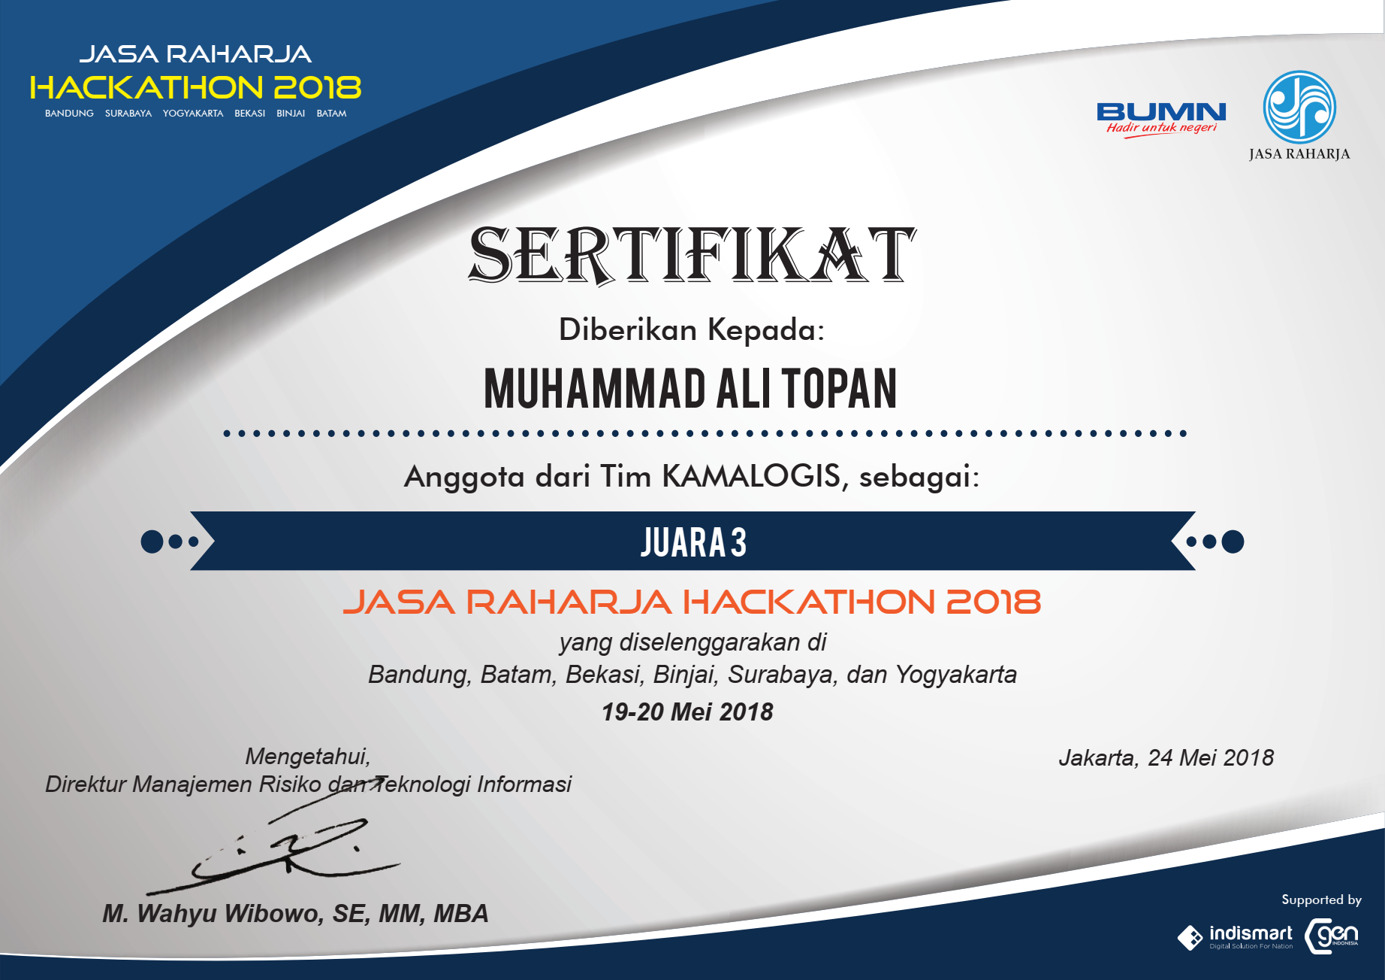 JASA RAHARJA
HACKATHON 2018
BANDUNG SURABAYA YOGYAKARTA BEKASI BINJAI BATAM
BUMN
Hadir untuk negeri
JASA RAHARJA
SERTIFIKAT
Diberikan Kepada:
MUHAMMAD ALI TOPAN
Anggota dari Tim KAMALOGIS, sebagai:
JUARA 3
JASA RAHARJA HACKATHON 2018
yang diselenggarakan di
Bandung, Batam, Bekasi, Binjai, Surabaya, dan Yogyakarta
19-20 Mei 2018
Mengetahui,
Direktur Manajemen Risiko dan Teknologi Informasi
Jakarta, 24 Mei 2018
M. Wahyu Wibowo, SE, MM, MBA
Supported by
indismart
Digital Solution For Nation
gen
INDONESIA